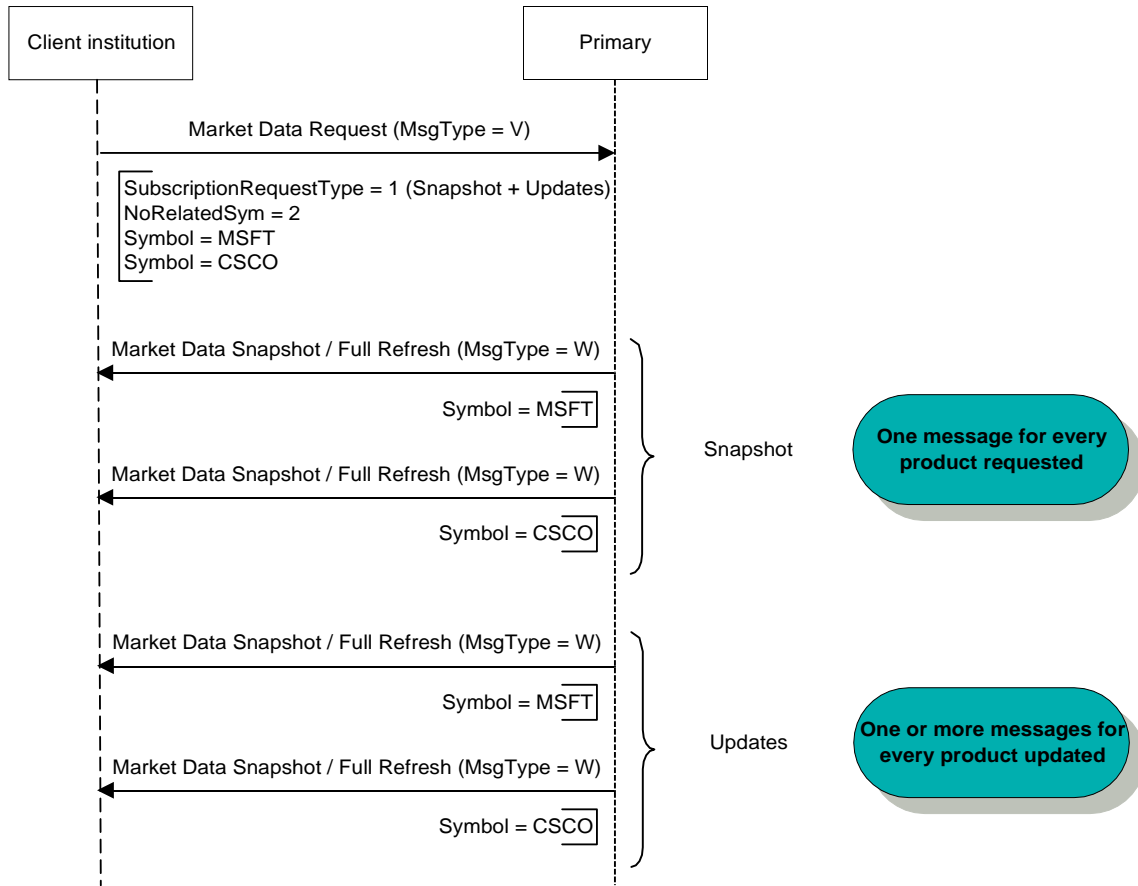 Client institution
Primary
Market Data Request (MsgType = V)
SubscriptionRequestType = 1 (Snapshot + Updates)
NoRelatedSym = 2
Symbol = MSFT
Symbol = CSCO
Market Data Snapshot / Full Refresh (MsgType = W)
Symbol = MSFT
Market Data Snapshot / Full Refresh (MsgType = W)
Symbol = CSCO
Snapshot
One message for every
product requested
Market Data Snapshot / Full Refresh (MsgType = W)
Symbol = MSFT
Market Data Snapshot / Full Refresh (MsgType = W)
Symbol = CSCO
Updates
One or more messages for
every product updated